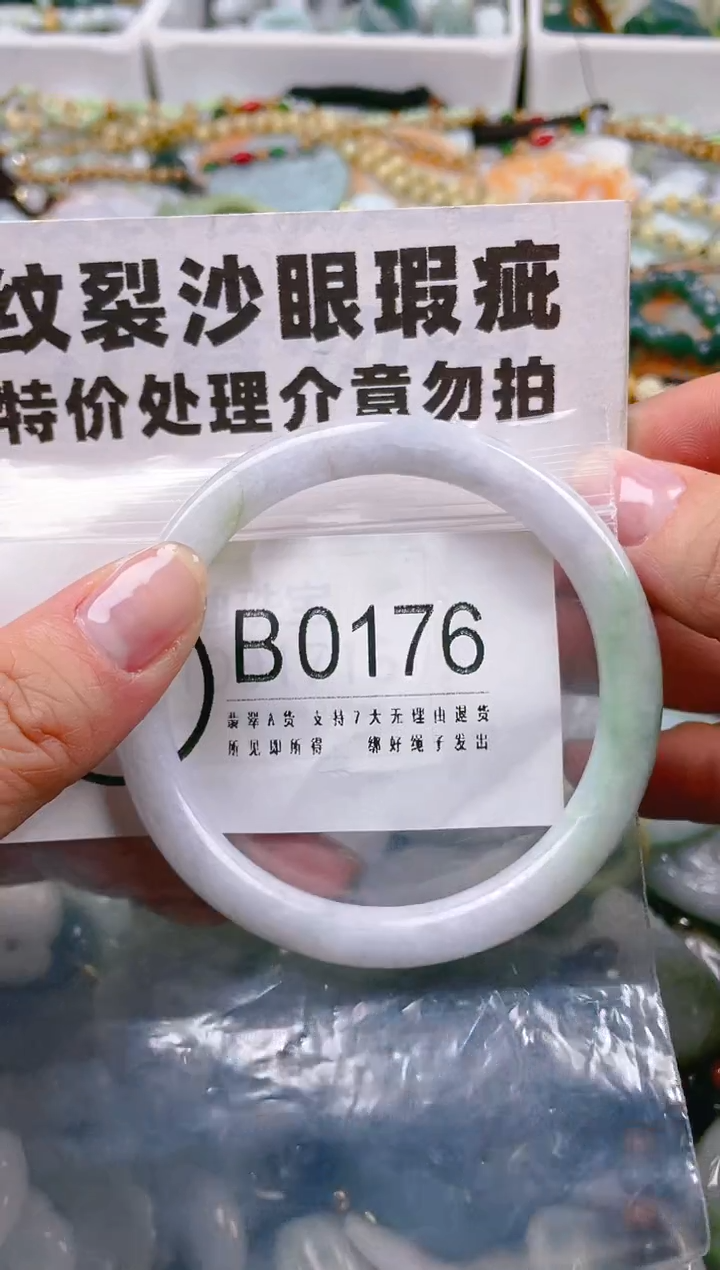 纹裂沙眼瑕疵
特价处理介意勿拍
B0176
翡翠A货 支持7天无理由退货
所见即所得 绑好绳子发出